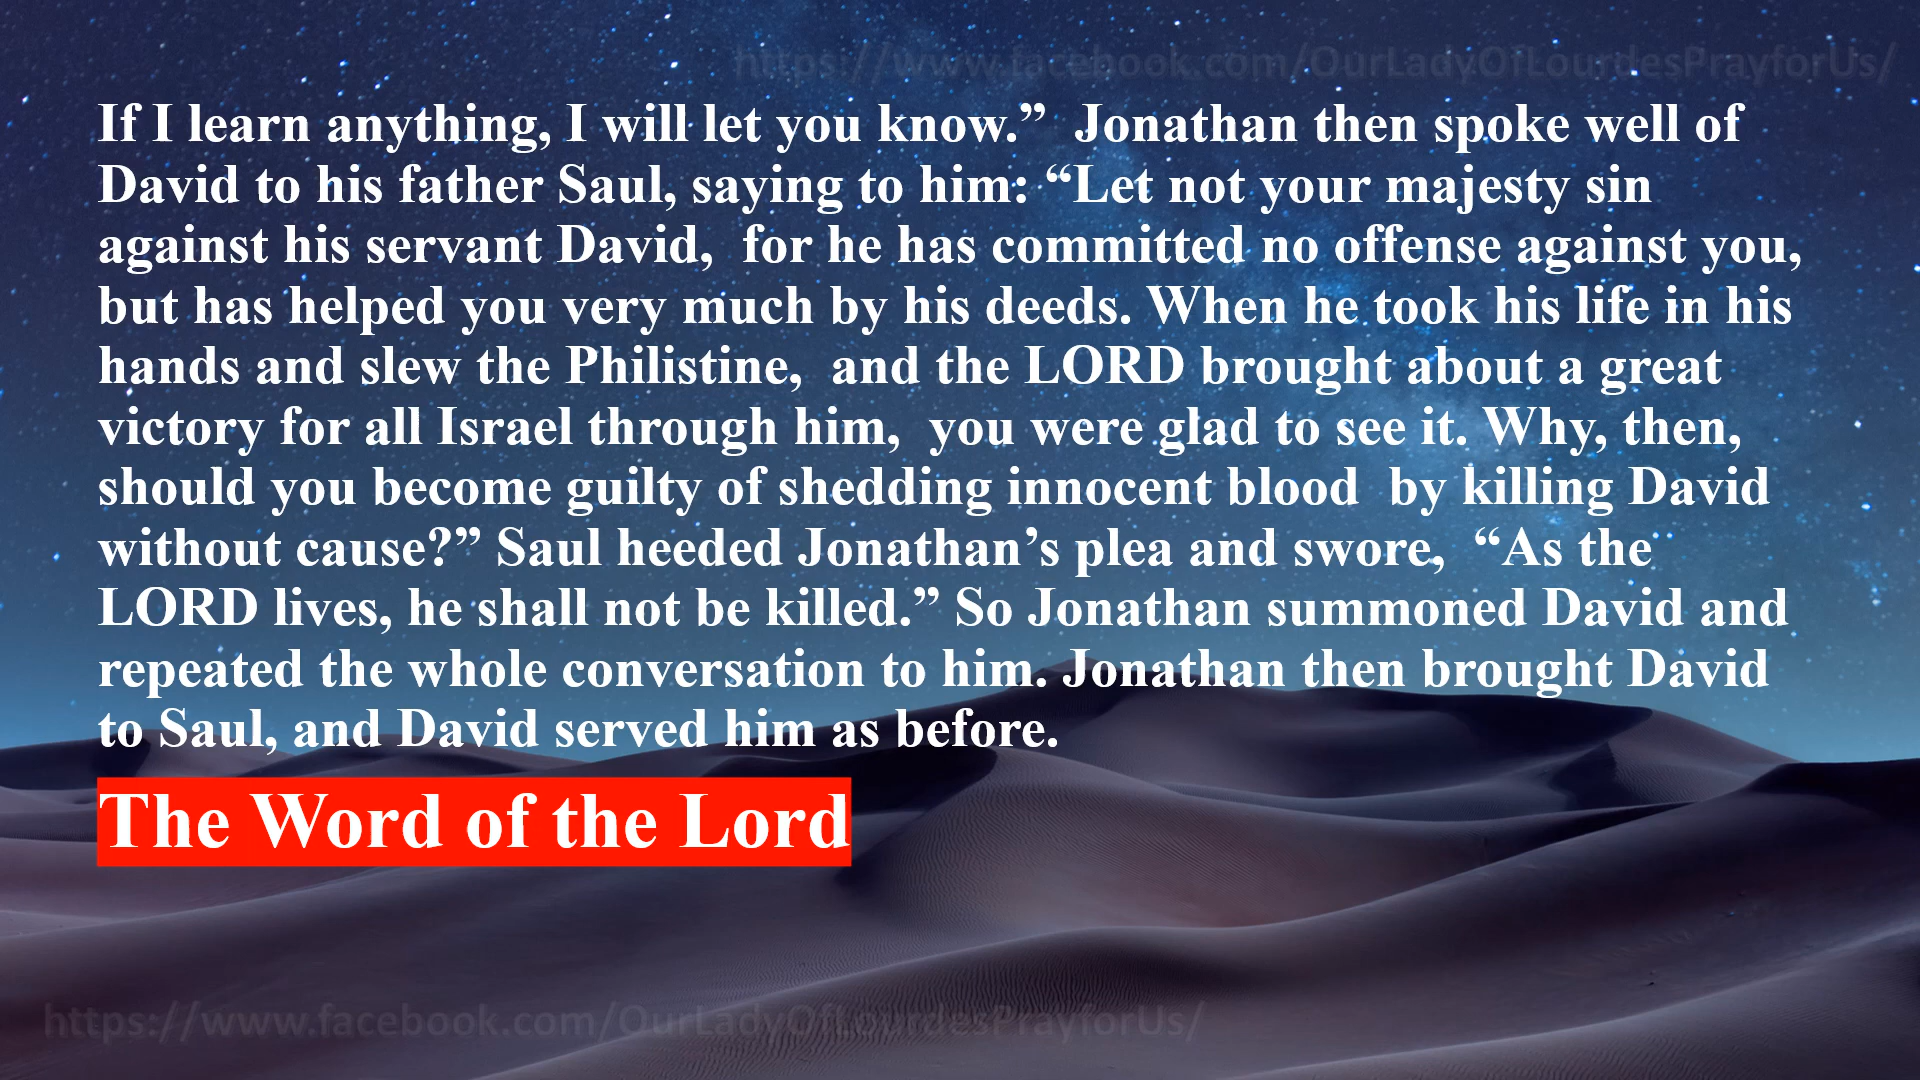 https://www.facebook.com/OurLadyOfLourdesPrayforUs/
If I learn anything, I will let you know.”  Jonathan then spoke well of
David to his father Saul, saying to him: “Let not your majesty sin
against his servant David,  for he has committed no offense against you,
but has helped you very much by his deeds. When he took his life in his
hands and slew the Philistine,  and the LORD brought about a great
victory for all Israel through him,  you were glad to see it. Why, then,
should you become guilty of shedding innocent blood  by killing David
without cause?” Saul heeded Jonathan’s plea and swore,  “As the
LORD lives, he shall not be killed.” So Jonathan summoned David and
repeated the whole conversation to him. Jonathan then brought David
to Saul, and David served him as before.
The Word of the Lord
https://www.facebook.com/OurLadyOfLourdesPrayforUs/